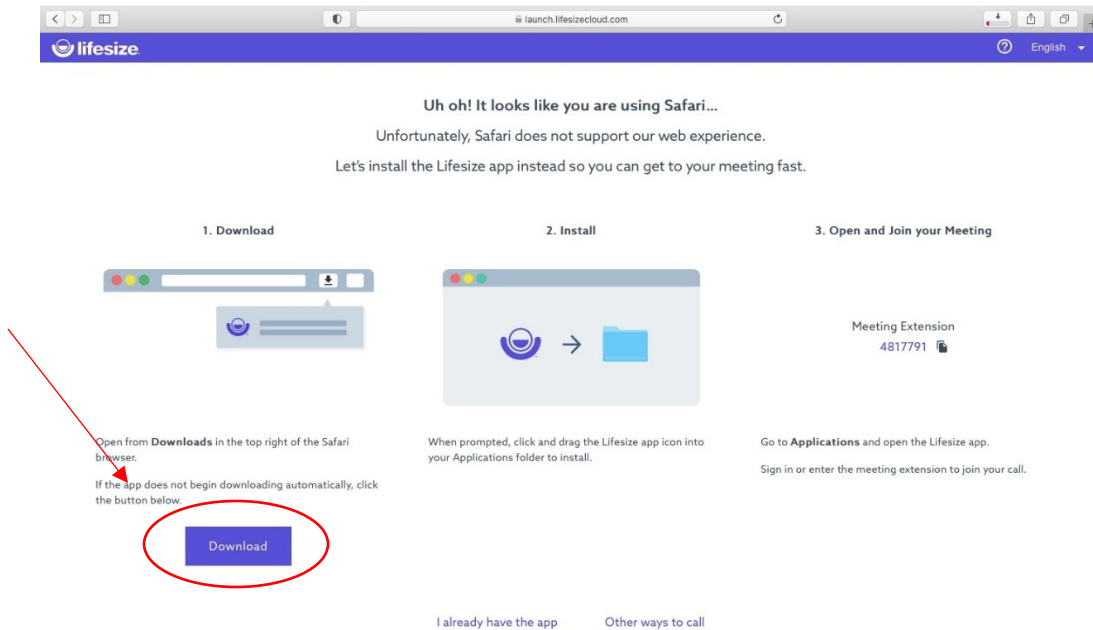 launch.lifesizecloud.com
lifesize
English
Uh oh! It looks like you are using Safari...
Unfortunately, Safari does not support our web experience.
Let's install the Lifesize app instead so you can get to your meeting fast.
1. Download
2. Install
3. Open and Join your Meeting
Meeting Extension
4817791
Open from Downloads in the top right of the Safari
browser.
If the app does not begin downloading automatically, click
the button below.
Download
When prompted, click and drag the Lifesize app icon into
your Applications folder to install.
Go to Applications and open the Lifesize app.
Sign in or enter the meeting extension to join your call.
I already have the app
Other ways to call